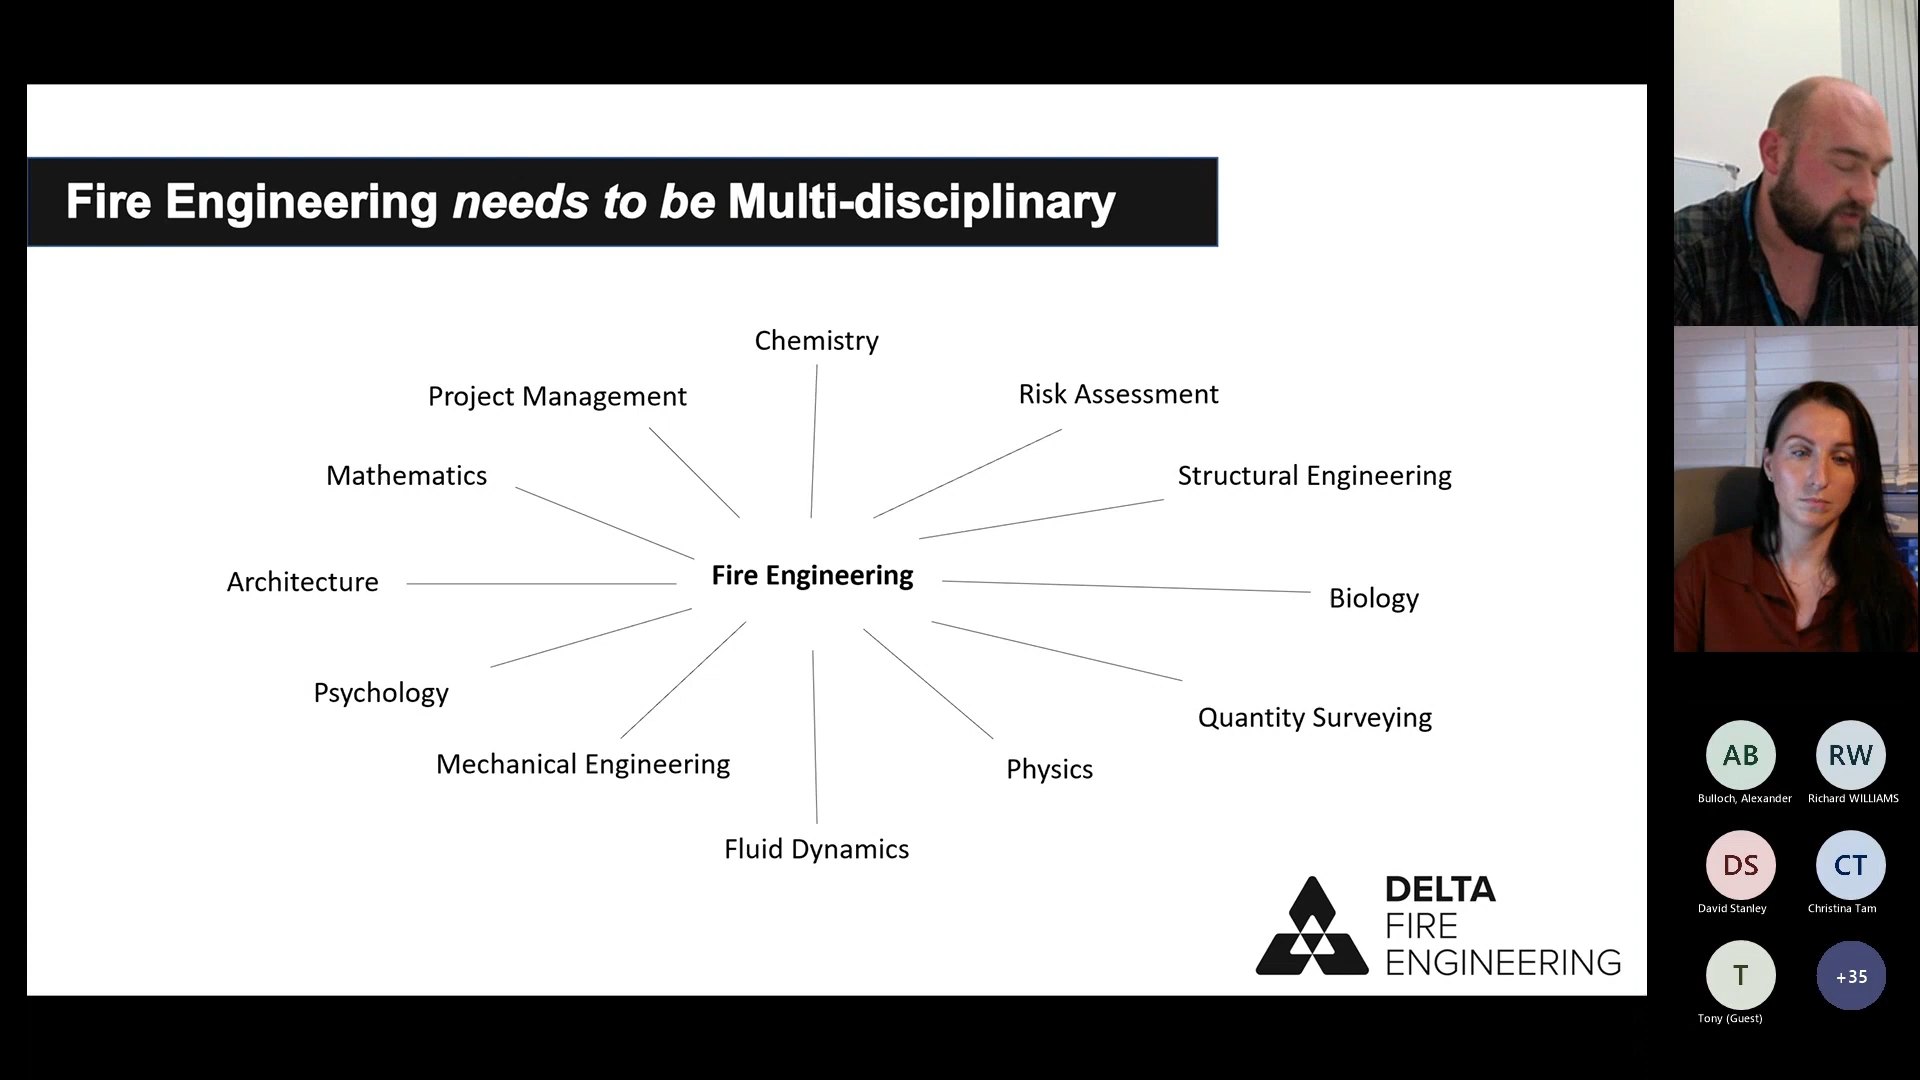 Fire Engineering needs to be Multi-disciplinary
Chemistry
Project Management
Risk Assessment
Mathematics
Structural Engineering
Fire Engineering
Architecture
Biology
Psychology
Quantity Surveying
Mechanical Engineering
Physics
Fluid Dynamics
DELTA
FIRE
ENGINEERING
AB
RW
Bulloch, Alexander
Richard WILLIAMS
DS
CT
David Stanley
Christina Tam
T
+35
Tony (Guest)